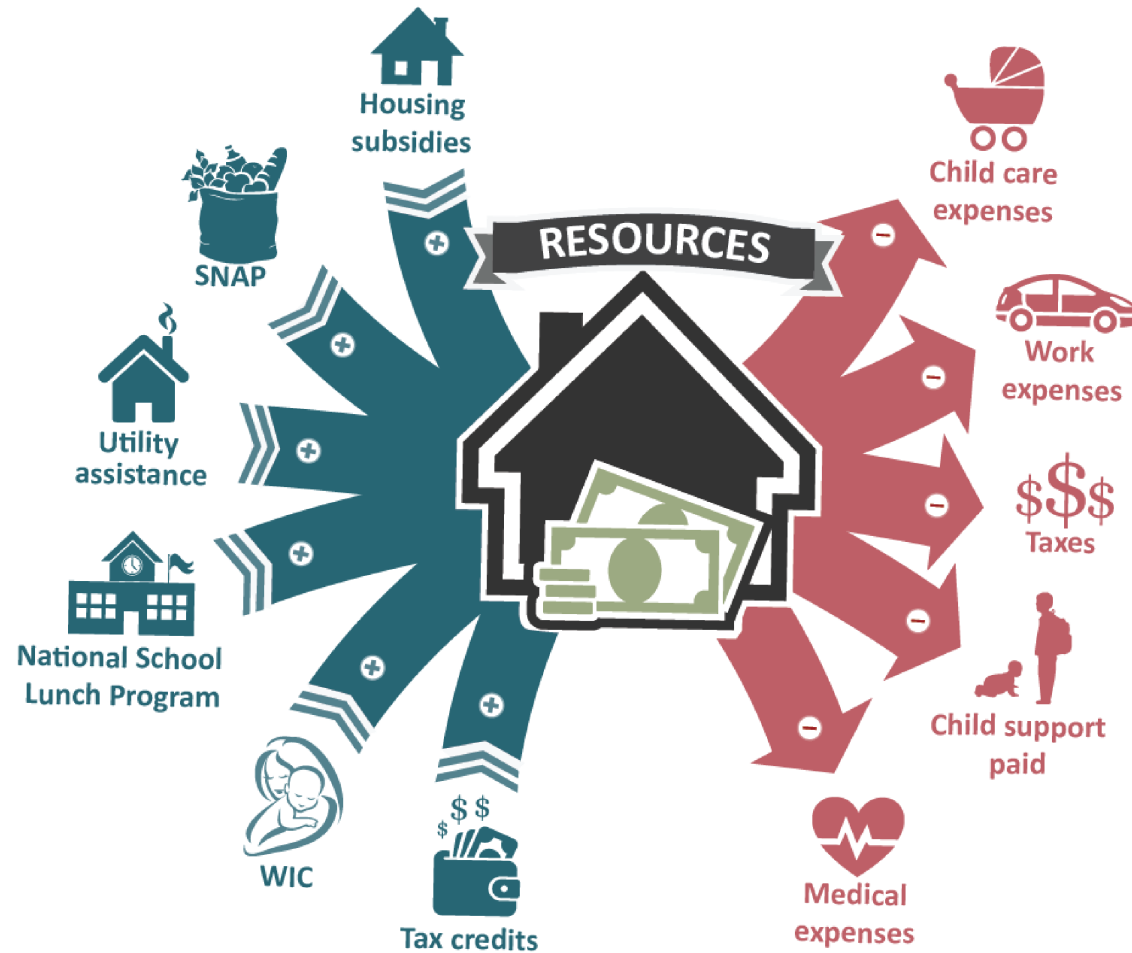 Housing
subsidies
SNAP
Utility
assistance
National School
Lunch Program
WIC
$ $ $
Tax credits
RESOURCES
Child care
expenses
Work
expenses
$ $ $
Taxes
Child support
paid
Medical
expenses